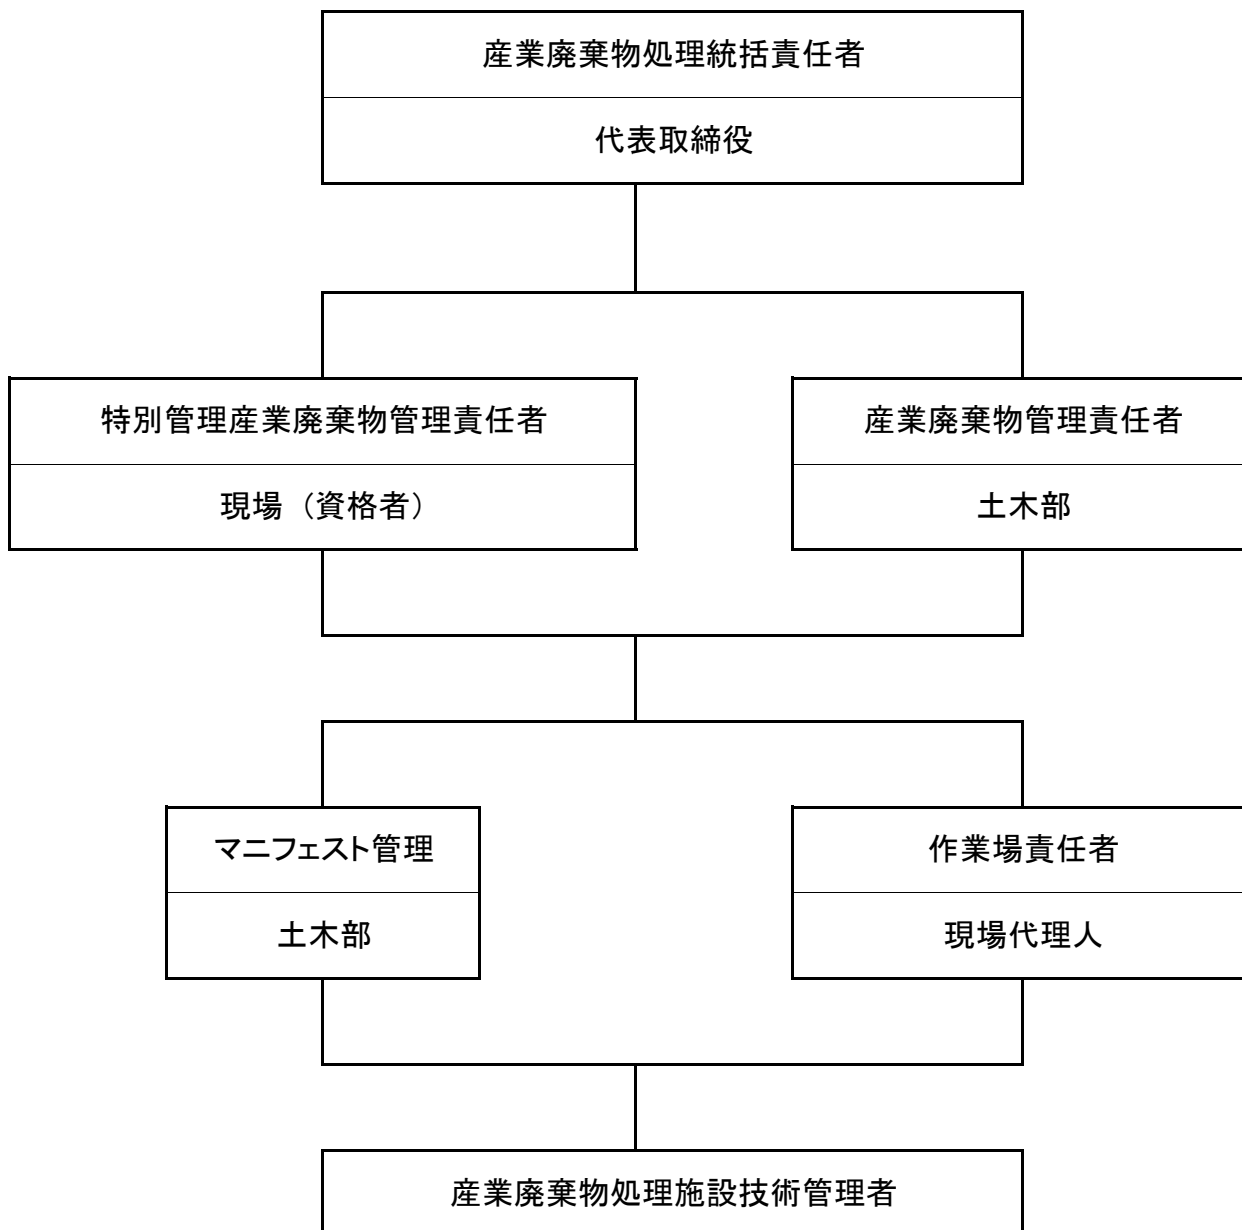 産業廃棄物処理統括責任者
代表取締役
特別管理産業廃棄物管理責任者
産業廃棄物管理責任者
現場（資格者）
土木部
マニフェスト管理
作業場責任者
土木部
現場代理人
産業廃棄物処理施設技術管理者